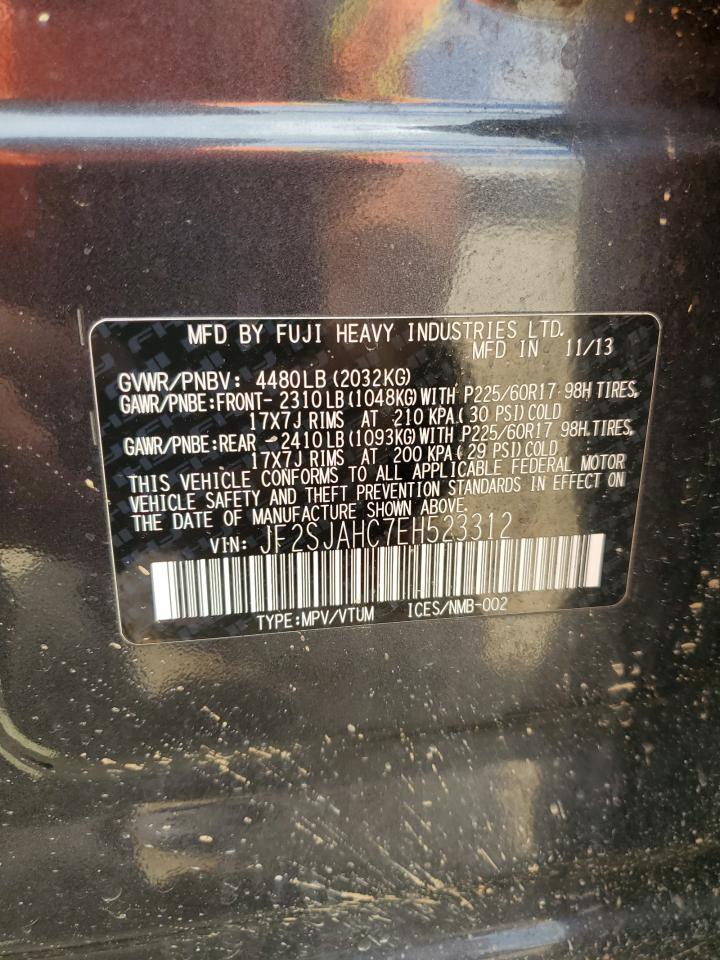 MFD BY FUJI HEAVY INDUSTRIES LTD.
MFD IN 11/13
GVWR/PNBV: 4480LB(2032KG)
GAWR/PNBE:FRONT- 2310LB(1048KG)WITH P225/60R17 98H TIRES,
17X7J RIMS AT 210 KPA(30 PSI)COLD
GAWR/PNBE:REAR - 2410LB(1093KG)WITH P225/60R17 98H.TIRES,
17X7J RIMS AT 200 KPA(29 PSI)COLD
THIS VEHICLE CONFORMS TO ALL APPLICABLE FEDERAL MOTOR
VEHICLE SAFETY AND THEFT PREVENTION STANDARDS IN EFFECT ON
THE DATE OF MANUFACTURE SHOWN ABOVE.
VIN: JF2SJAHC7EH523312
TYPE:MPV/VTUM ICES/NMB-002